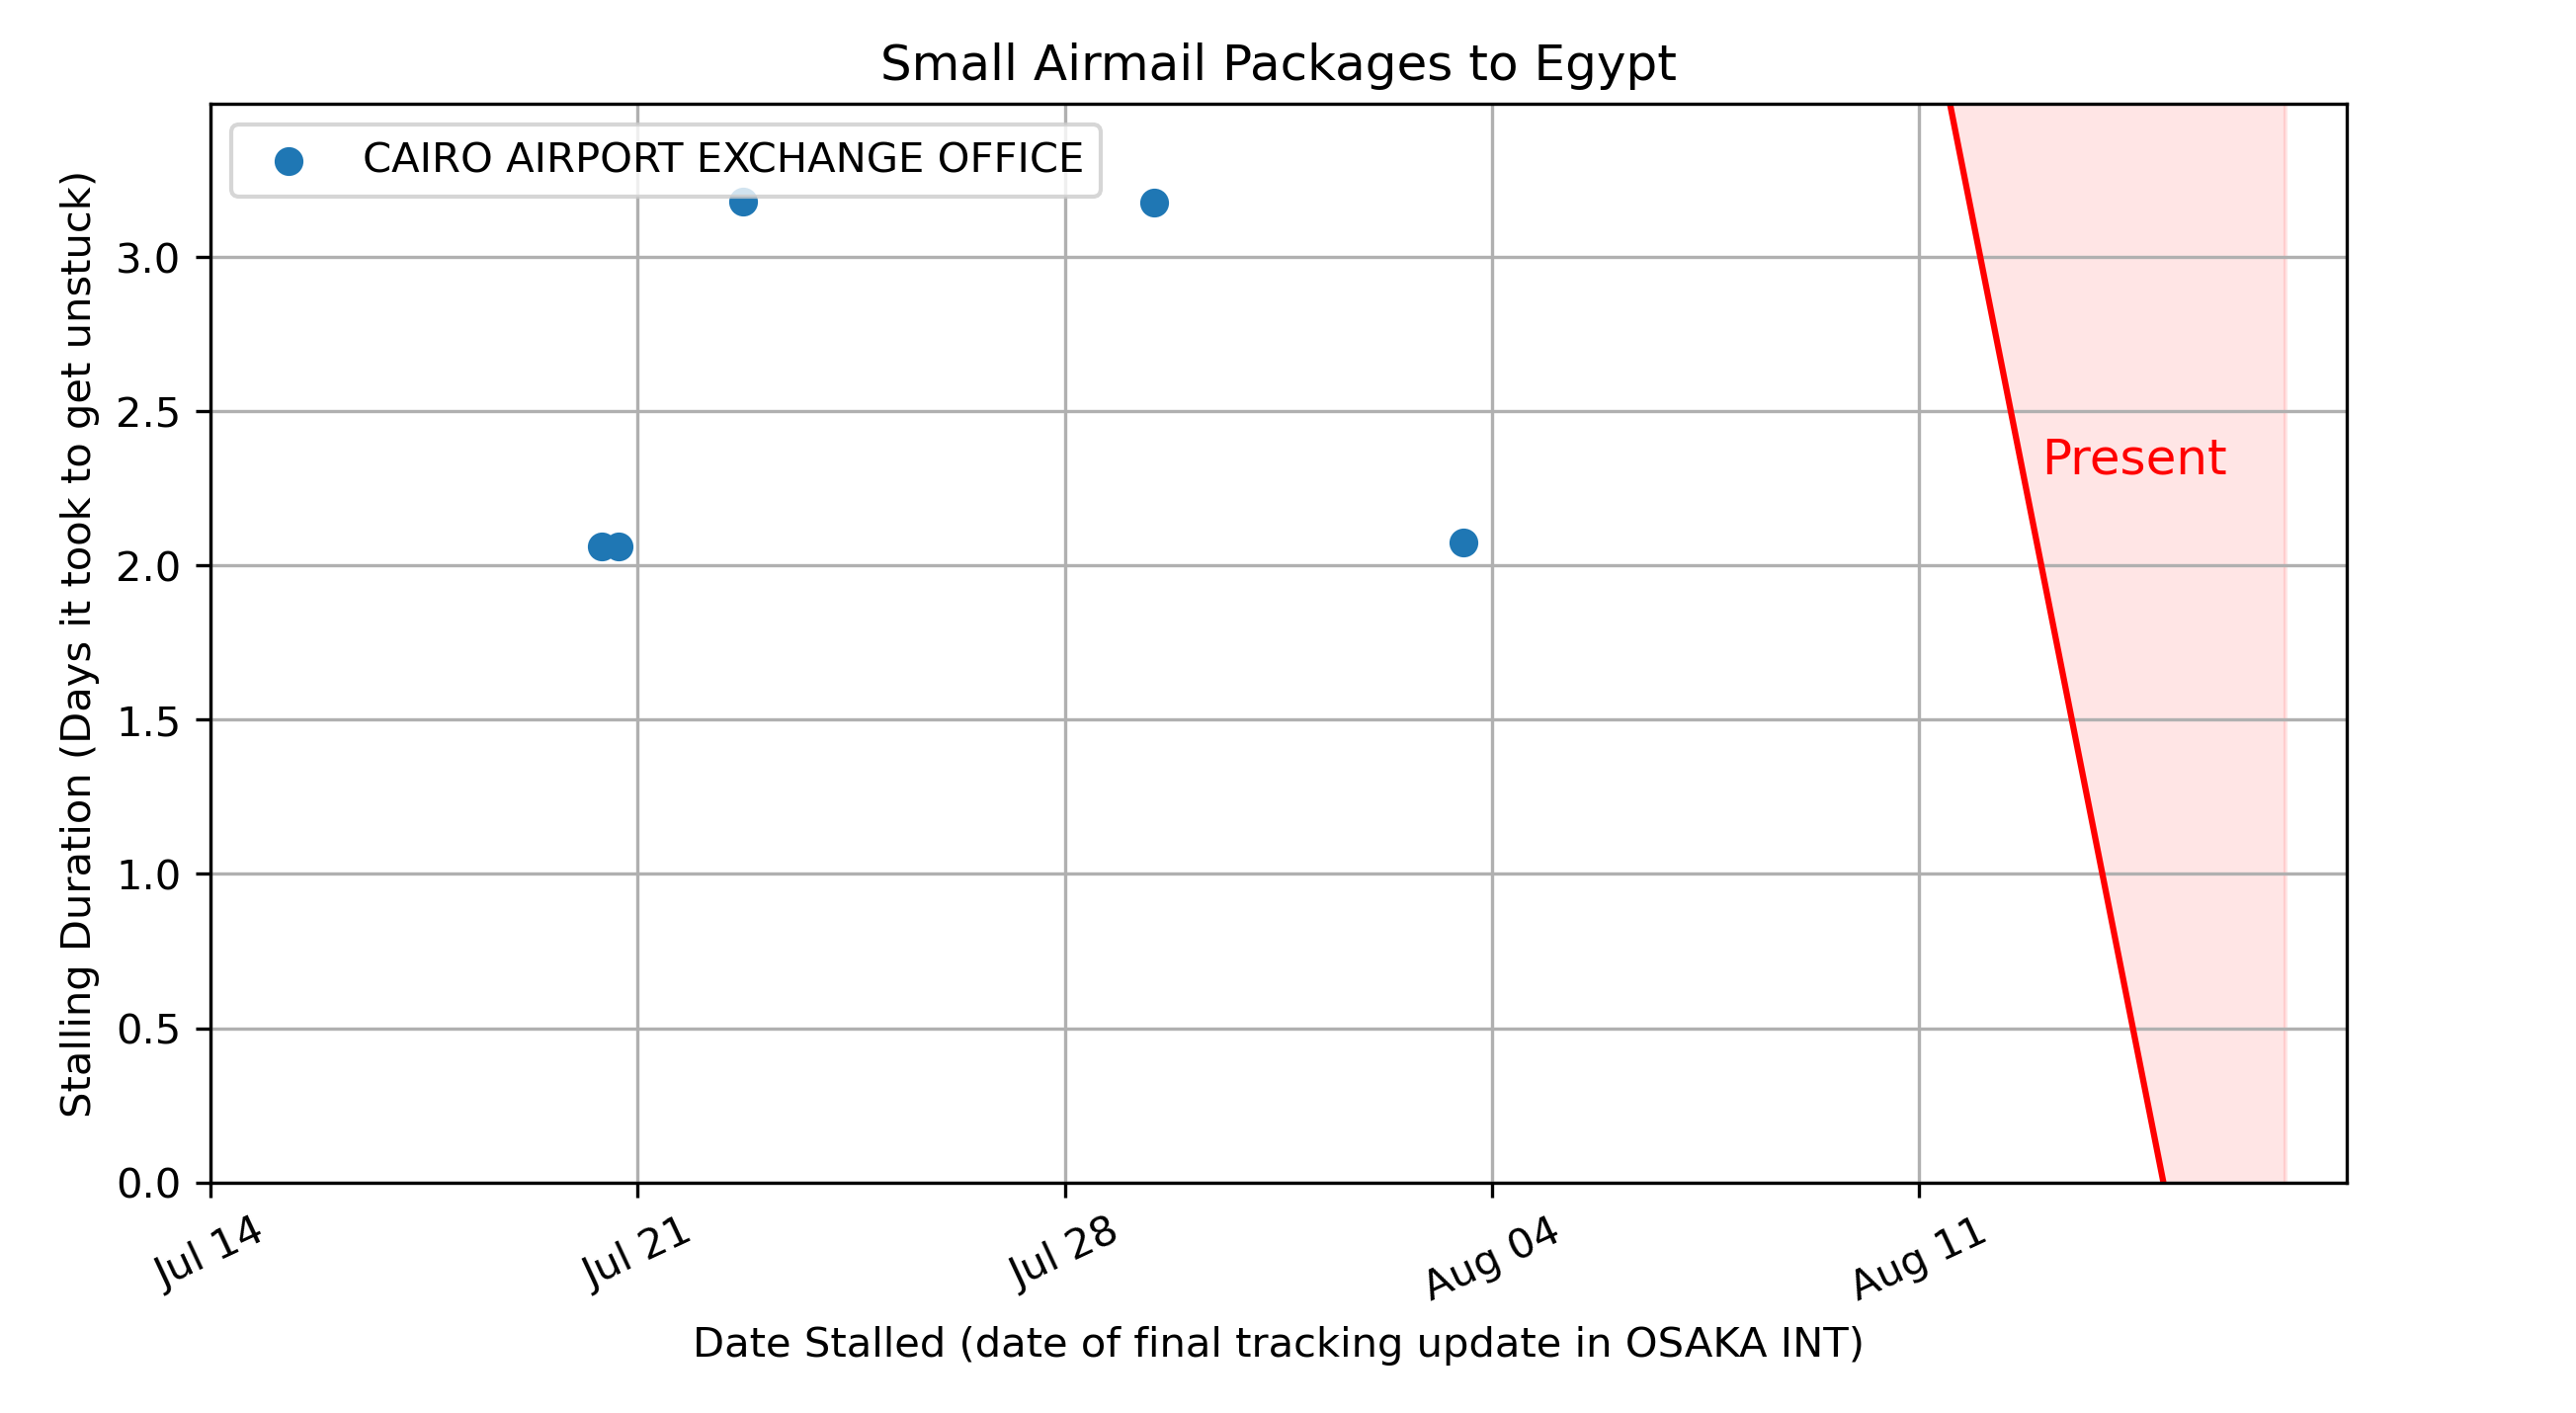 Small Airmail Packages to Egypt
CAIRO AIRPORT EXCHANGE OFFICE
Stalling Duration (Days it took to get unstuck)
3.0
2.5
2.0
1.5
1.0
0.5
0.0
Present
Jul 14
Jul 21
Jul 28
Aug 04
Aug 11
Date Stalled (date of final tracking update in OSAKA INT)